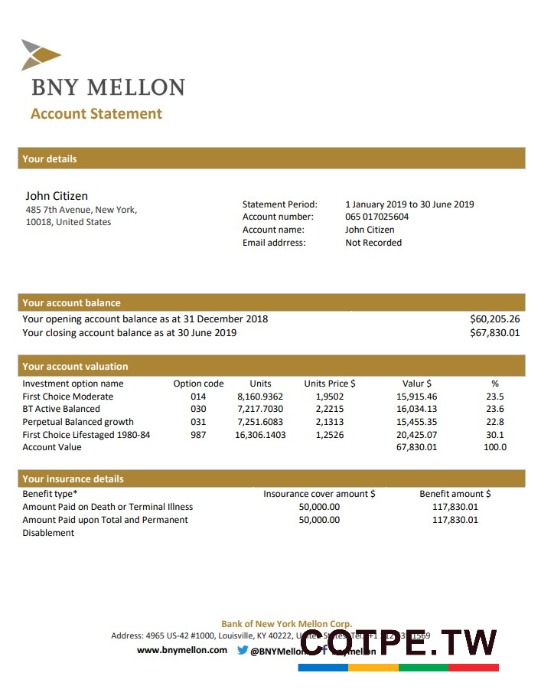 BNY MELLON
Account Statement
Your details
John Citizen
485 7th Avenue, New York,
10018, United States
Statement Period: 1 January 2019 to 30 June 2019
Account number: 065 017025604
Account name: John Citizen
Email addrress: Not Recorded
Your account balance
Your opening account balance as at 31 December 2018 $60,205.26
Your closing account balance as at 30 June 2019 $67,830.01
Your account valuation
Investment option name Option code Units Units Price $ Valur $ %
First Choice Moderate 014 8,160.9362 1,9502 15,915.46 23.5
BT Active Balanced 030 7,217.7030 2,2215 16,034.13 23.6
Perpetual Balanced growth 031 7,251.6083 2,1313 15,455.35 22.8
First Choice Lifestaged 1980-84 987 16,306.1403 1,2526 20,425.07 30.1
Account Value 67,830.01 100.0
Your insurance details
Benefit type* Insourance cover amount $ Benefit amount $
Amount Paid on Death or Terminal Illness 50,000.00 117,830.01
Amount Paid upon Total and Permanent 50,000.00 117,830.01
Disablement
Bank of New York Mellon Corp.
Address: 4965 US-42 #1000, Louisville, KY 40222,
www.bnymellon.com @BNYMellon bnymellon
COTPE.TW